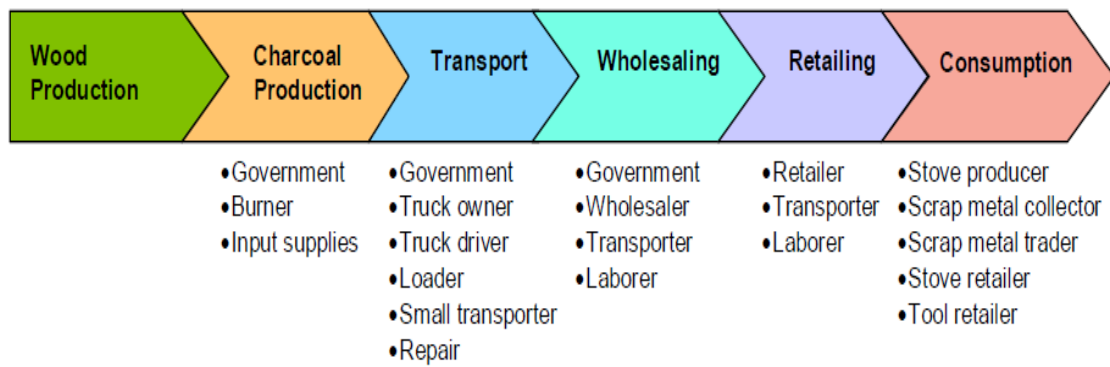 Wood
Production
Charcoal
Production
Transport
Wholesaling
Retailing
Consumption
•Government
•Burner
•Input supplies
•Government
•Truck owner
•Truck driver
•Loader
•Small transporter
•Repair
•Government
•Wholesaler
•Transporter
•Laborer
•Retailer
•Transporter
•Laborer
•Stove producer
•Scrap metal collector
•Scrap metal trader
•Stove retailer
•Tool retailer